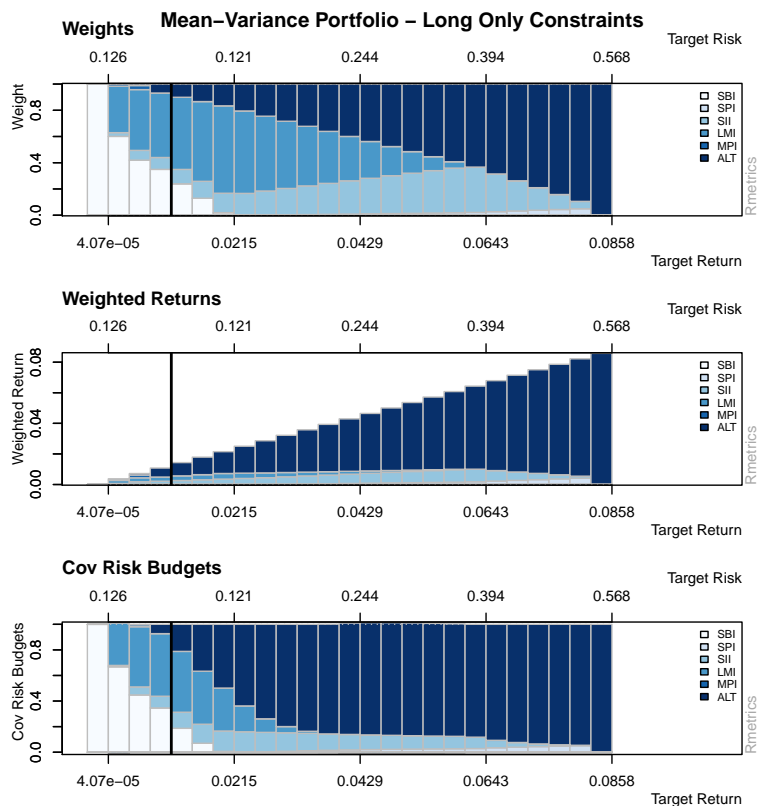 Mean−Variance Portfolio − Long Only Constraints
Weights
Target Risk
0.126 0.121 0.244 0.394 0.568
Weight
0.0 0.4 0.8
SBI
SPI
SII
LMI
MPI
ALT
Rmetrics
4.07e−05 0.0215 0.0429 0.0643 0.0858
Target Return
Weighted Returns
Target Risk
0.126 0.121 0.244 0.394 0.568
Weighted Return
0.00 0.04 0.08
SBI
SPI
SII
LMI
MPI
ALT
Rmetrics
4.07e−05 0.0215 0.0429 0.0643 0.0858
Target Return
Cov Risk Budgets
Target Risk
0.126 0.121 0.244 0.394 0.568
Cov Risk Budgets
0.0 0.4 0.8
SBI
SPI
SII
LMI
MPI
ALT
Rmetrics
4.07e−05 0.0215 0.0429 0.0643 0.0858
Target Return